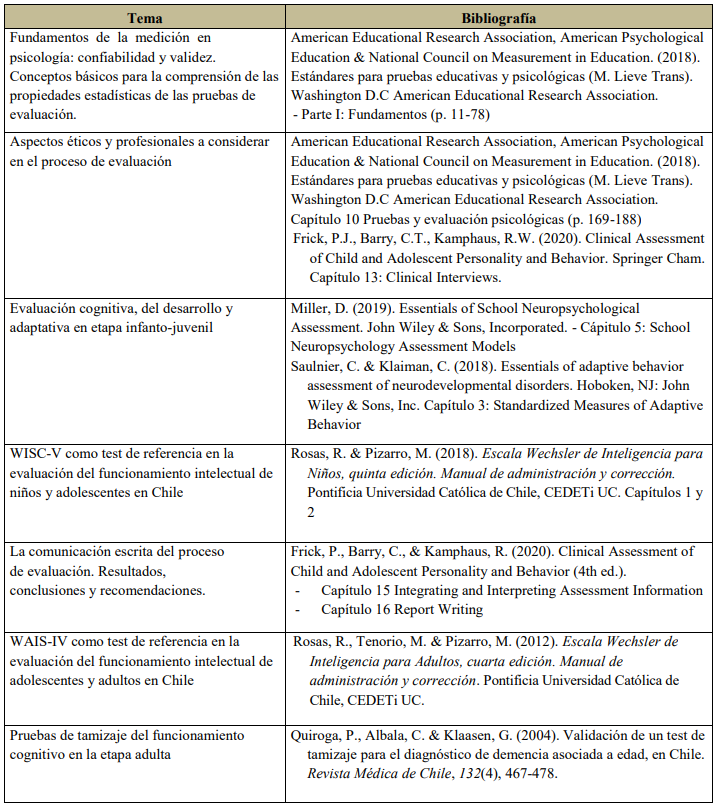 Tema
Bibliografía
Fundamentos de la medición en
psicología: confiabilidad y validez.
Conceptos básicos para la comprensión de las
propiedades estadísticas de las pruebas de
evaluación.
American Educational Research Association, American Psychological
Education & National Council on Measurement in Education. (2018).
Estándares para pruebas educativas y psicológicas (M. Lieve Trans).
Washington D.C American Educational Research Association.
- Parte I: Fundamentos (p. 11-78)
Aspectos éticos y profesionales a considerar
en el proceso de evaluación
American Educational Research Association, American Psychological
Education & National Council on Measurement in Education. (2018).
Estándares para pruebas educativas y psicológicas (M. Lieve Trans).
Washington D.C American Educational Research Association.
Capítulo 10 Pruebas y evaluación psicológicas (p. 169-188)
Frick, P.J., Barry, C.T., Kamphaus, R.W. (2020). Clinical Assessment
of Child and Adolescent Personality and Behavior. Springer Cham.
Capítulo 13: Clinical Interviews.
Evaluación cognitiva, del desarrollo y
adaptativa en etapa infanto-juvenil
Miller, D. (2019). Essentials of School Neuropsychological
Assessment. John Wiley & Sons, Incorporated. - Cápitulo 5: School
Neuropsychology Assessment Models
Saulnier, C. & Klaiman, C. (2018). Essentials of adaptive behavior
assessment of neurodevelopmental disorders. Hoboken, NJ: John
Wiley & Sons, Inc. Capítulo 3: Standardized Measures of Adaptive
Behavior
WISC-V como test de referencia en la
evaluación del funcionamiento intelectual de
niños y adolescentes en Chile
Rosas, R. & Pizarro, M. (2018). Escala Wechsler de Inteligencia para
Niños, quinta edición. Manual de administración y corrección.
Pontificia Universidad Católica de Chile, CEDETi UC. Capítulos 1 y
2
La comunicación escrita del proceso
de evaluación. Resultados,
conclusiones y recomendaciones.
Frick, P., Barry, C., & Kamphaus, R. (2020). Clinical Assessment of
Child and Adolescent Personality and Behavior (4th ed.).
- Capítulo 15 Integrating and Interpreting Assessment Information
- Capítulo 16 Report Writing
WAIS-IV como test de referencia en la
evaluación del funcionamiento intelectual de
adolescentes y adultos en Chile
Rosas, R., Tenorio, M. & Pizarro, M. (2012). Escala Wechsler de
Inteligencia para Adultos, cuarta edición. Manual de
administración y corrección. Pontificia Universidad Católica de
Chile, CEDETi UC.
Pruebas de tamizaje del funcionamiento
cognitivo en la etapa adulta
Quiroga, P., Albala, C. & Klaasen, G. (2004). Validación de un test de
tamizaje para el diagnóstico de demencia asociada a edad, en Chile.
Revista Médica de Chile, 132(4), 467-478.